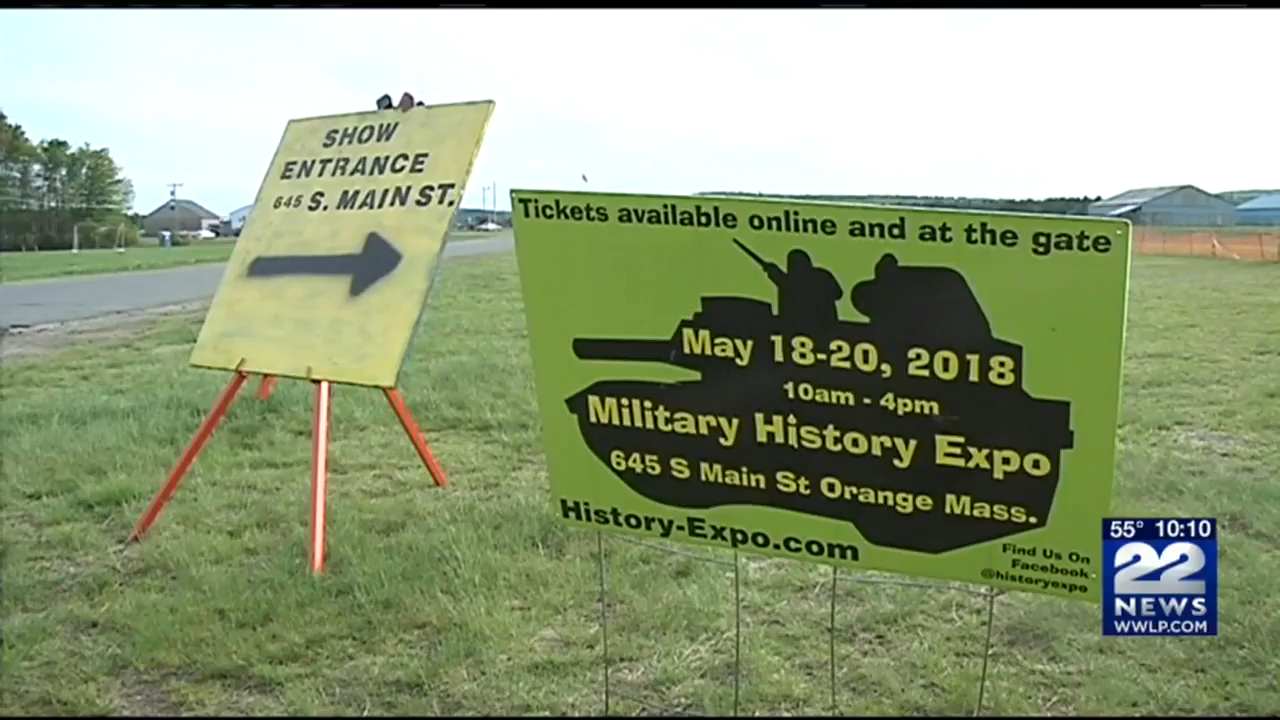 SHOW
ENTRANCE
645 S. MAIN ST.
Tickets available online and at the gate
May 18-20, 2018
10am - 4pm
Military History Expo
645 S Main St Orange Mass.
History-Expo.com
Find Us On
Facebook
@historyexpo
55° 10:10
22
NEWS
WWLP.COM